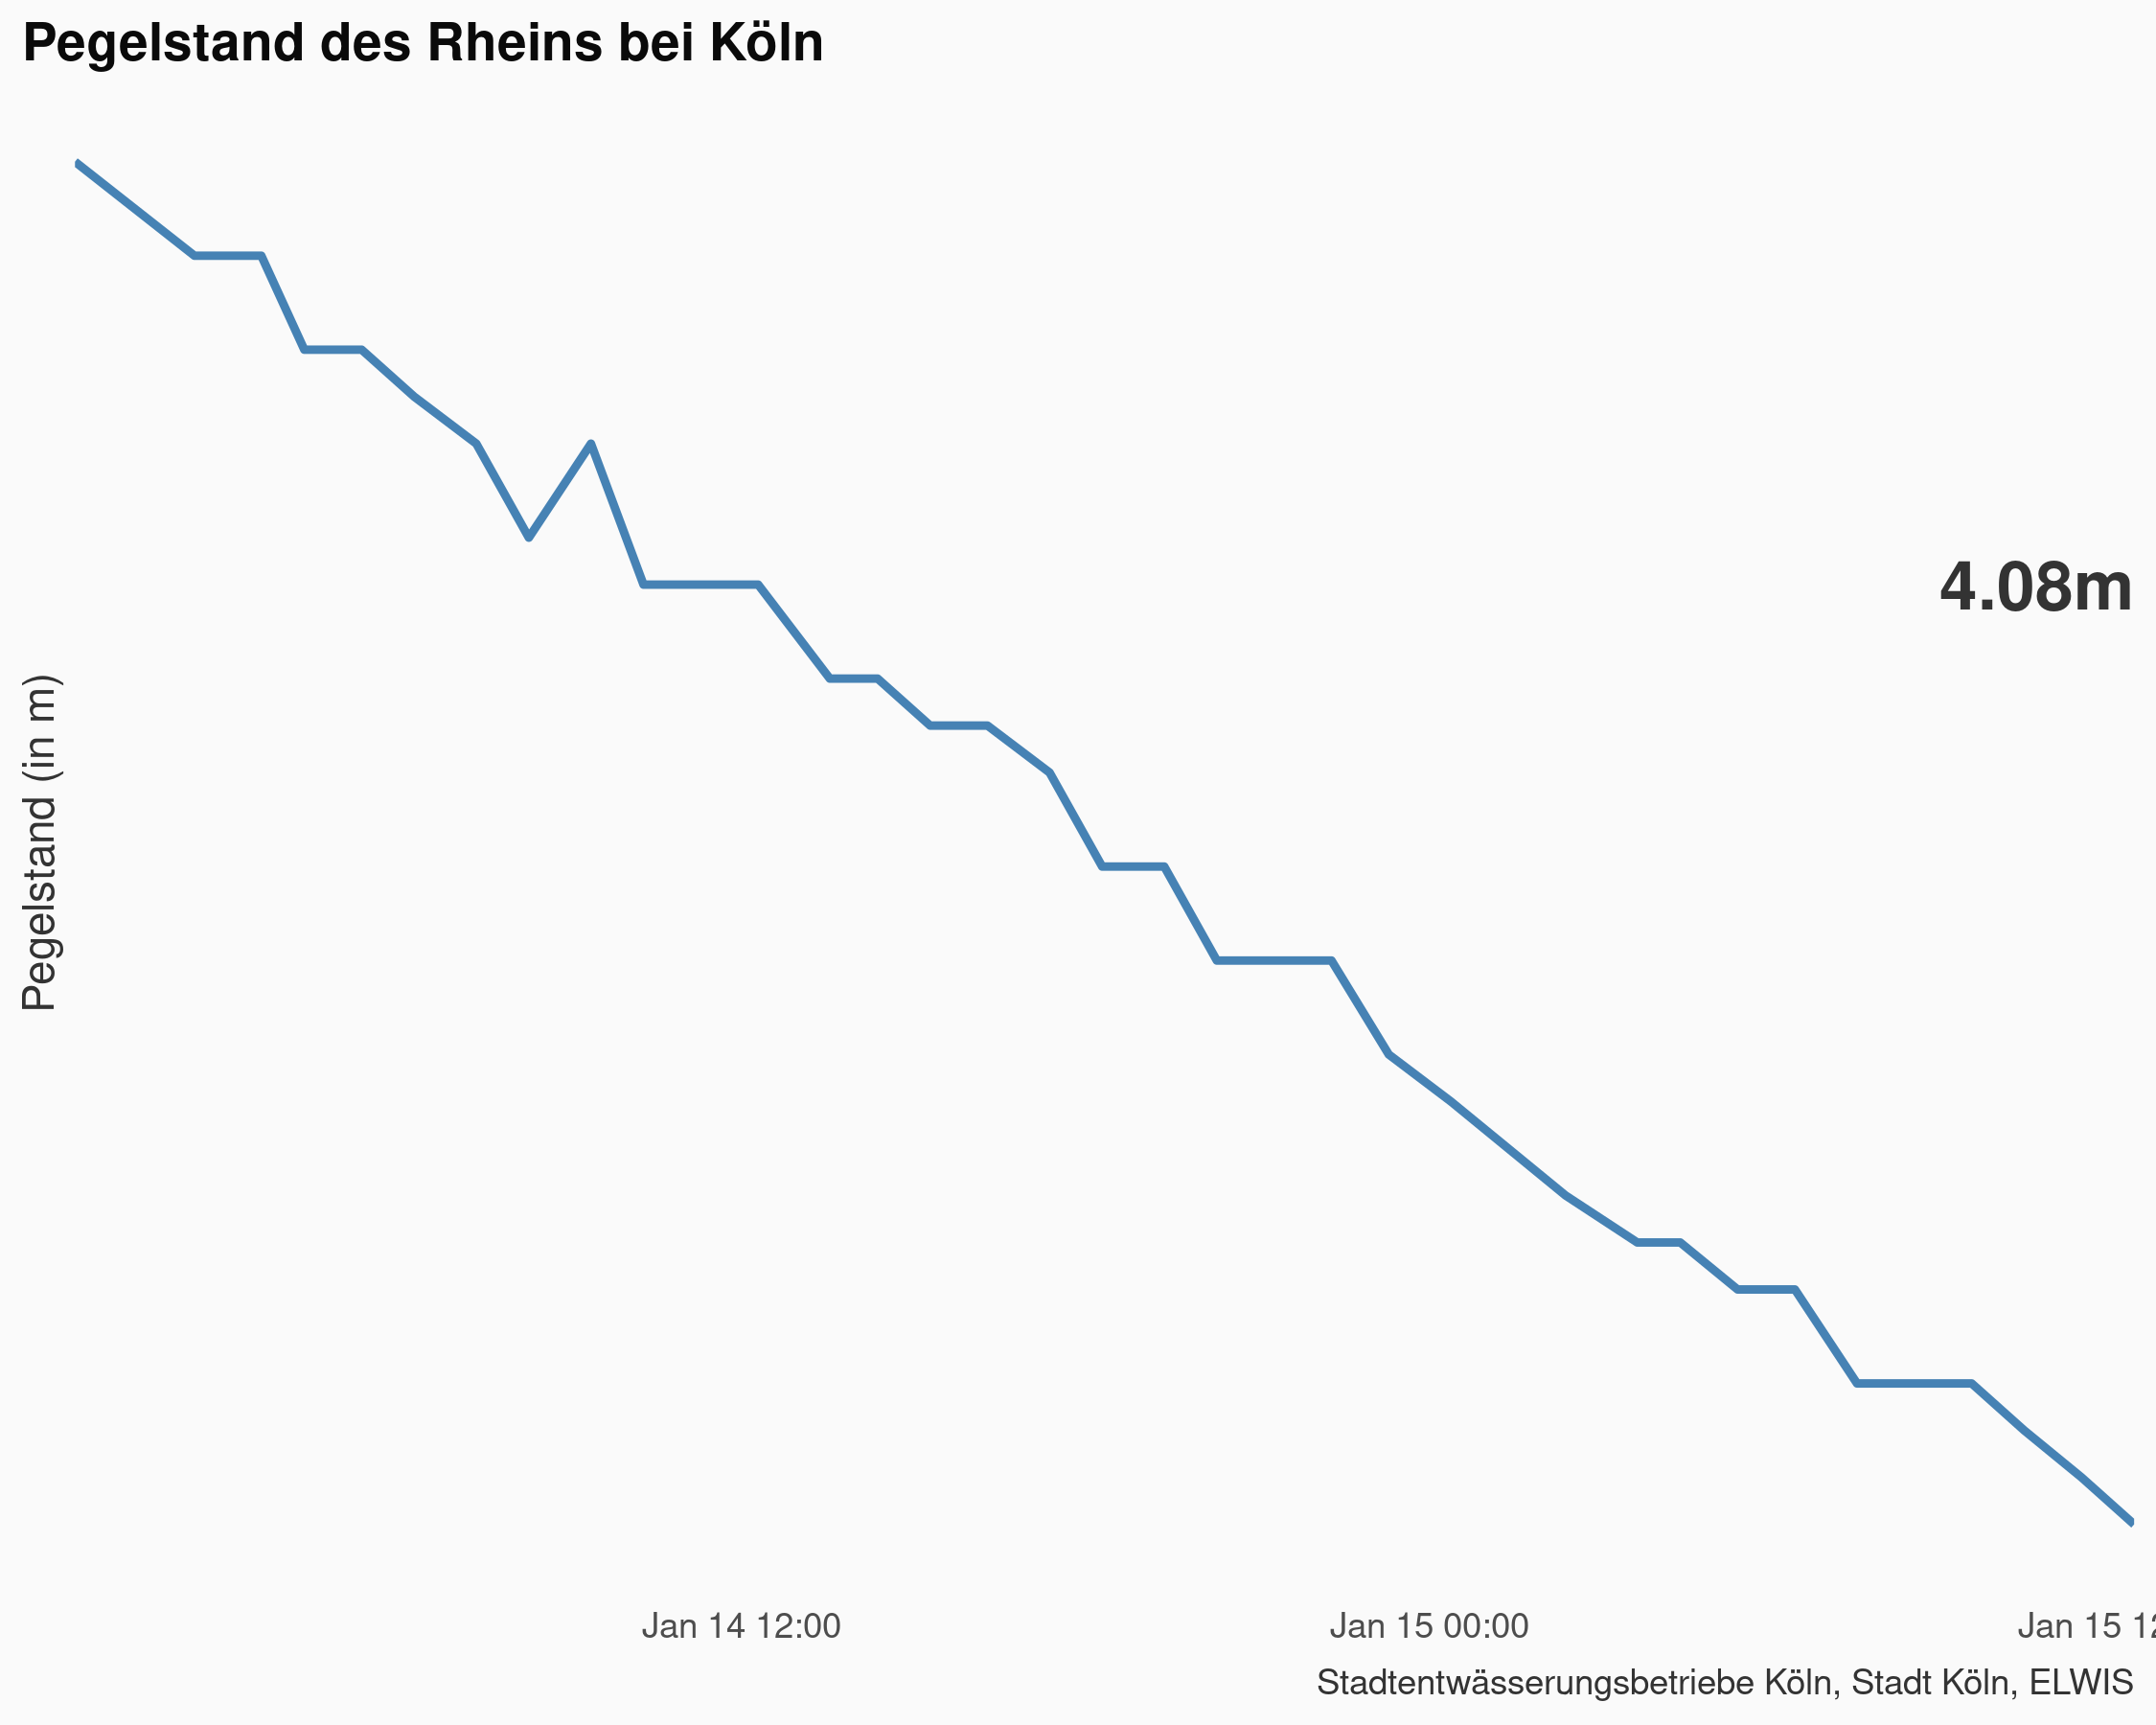 Pegelstand des Rheins bei Köln
4.08m
Pegelstand (in m)
Jan 14 12:00
Jan 15 00:00
Jan 15 12
Stadtentwässerungsbetriebe Köln, Stadt Köln, ELWIS